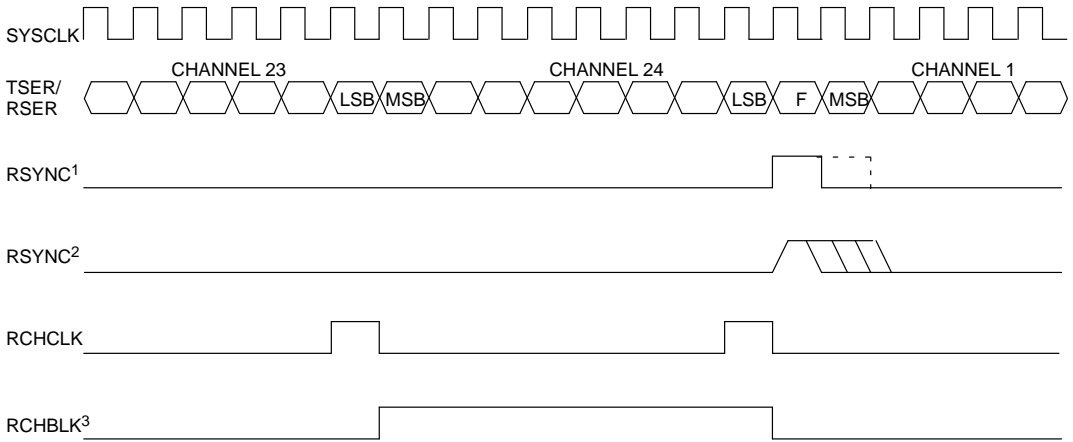 SYSCLK
CHANNEL 23 CHANNEL 24 CHANNEL 1
TSER/
RSER
LSB MSB LSB F MSB
RSYNC1
RSYNC2
RCHCLK
RCHBLK3